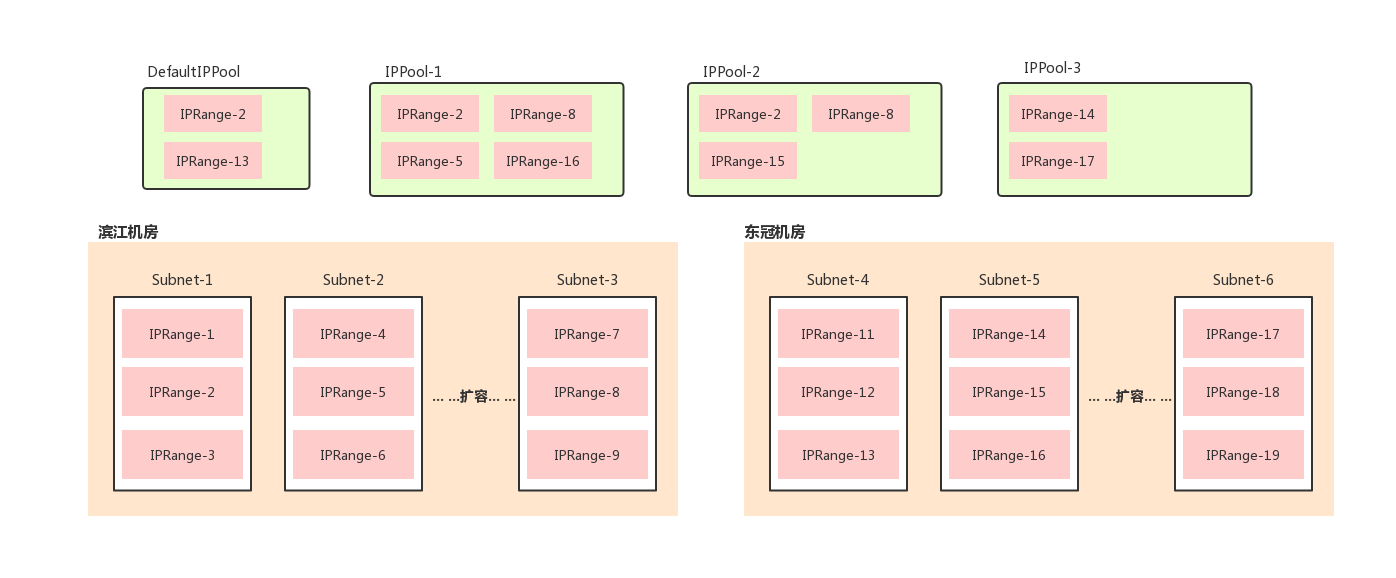 DefaultIPPool
IPRange-2
IPRange-13
IPPool-1
IPRange-2 IPRange-8
IPRange-5 IPRange-16
IPPool-2
IPRange-2 IPRange-8
IPRange-15
IPPool-3
IPRange-14
IPRange-17
滨江机房
Subnet-1 Subnet-2 Subnet-3
IPRange-1 IPRange-4 IPRange-7
IPRange-2 IPRange-5 ... ...扩容... ... IPRange-8
IPRange-3 IPRange-6 IPRange-9
东冠机房
Subnet-4 Subnet-5 Subnet-6
IPRange-11 IPRange-14 IPRange-17
IPRange-12 IPRange-15 ... ...扩容... ... IPRange-18
IPRange-13 IPRange-16 IPRange-19